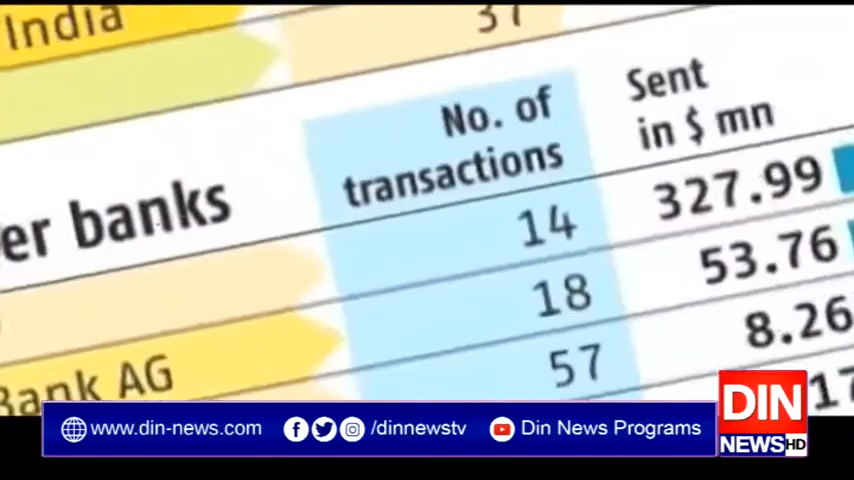 India
31
No. of
transactions
Sent
in $ mn
er banks
14 327.99
18 53.76
Bank AG 57 8.26
17
www.din-news.com /dinnewstv Din News Programs
DIN
NEWS HD